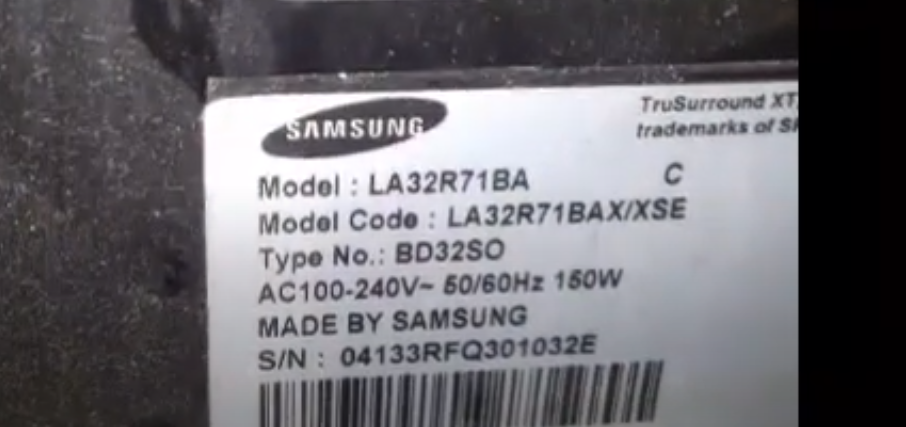 SAMSUNG
TruSurround XT
trademarks of
Model : LA32R71BA C
Model Code : LA32R71BAX/XSE
Type No.: BD32SO
AC100-240V~ 50/60Hz 150W
MADE BY SAMSUNG
S/N : 04133RFQ301032E